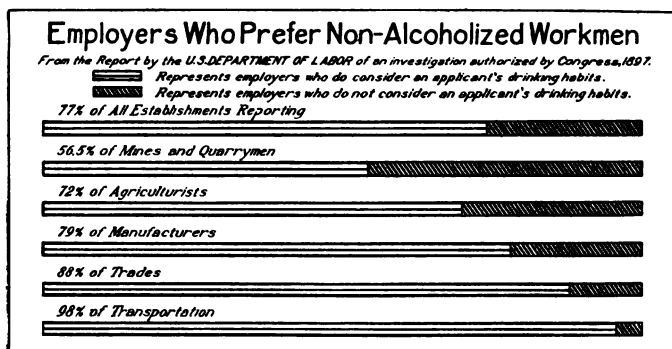 Employers Who Prefer Non-Alcoholized Workmen
From the Report by the U.S.DEPARTMENT OF LABOR of an investigation authorized by Congress,1897.
Represents employers who do consider an applicant's drinking habits.
Represents employers who do not consider an applicant's drinking habits.
77% of All Establishments Reporting
56.5% of Mines and Quarrymen
72% of Agriculturists
79% of Manufacturers
88% of Trades
98% of Transportation